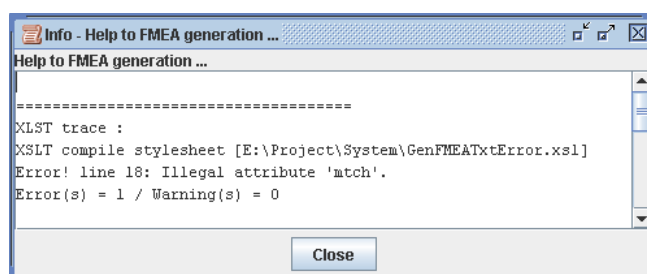 Info - Help to FMEA generation ...
Help to FMEA generation ...
=====================================
XLST trace :
XSLT compile stylesheet [E:\Project\System\GenFMEATxtError.xsl]
Error! line 18: Illegal attribute 'mtch'.
Error(s) = 1 / Warning(s) = 0
Close